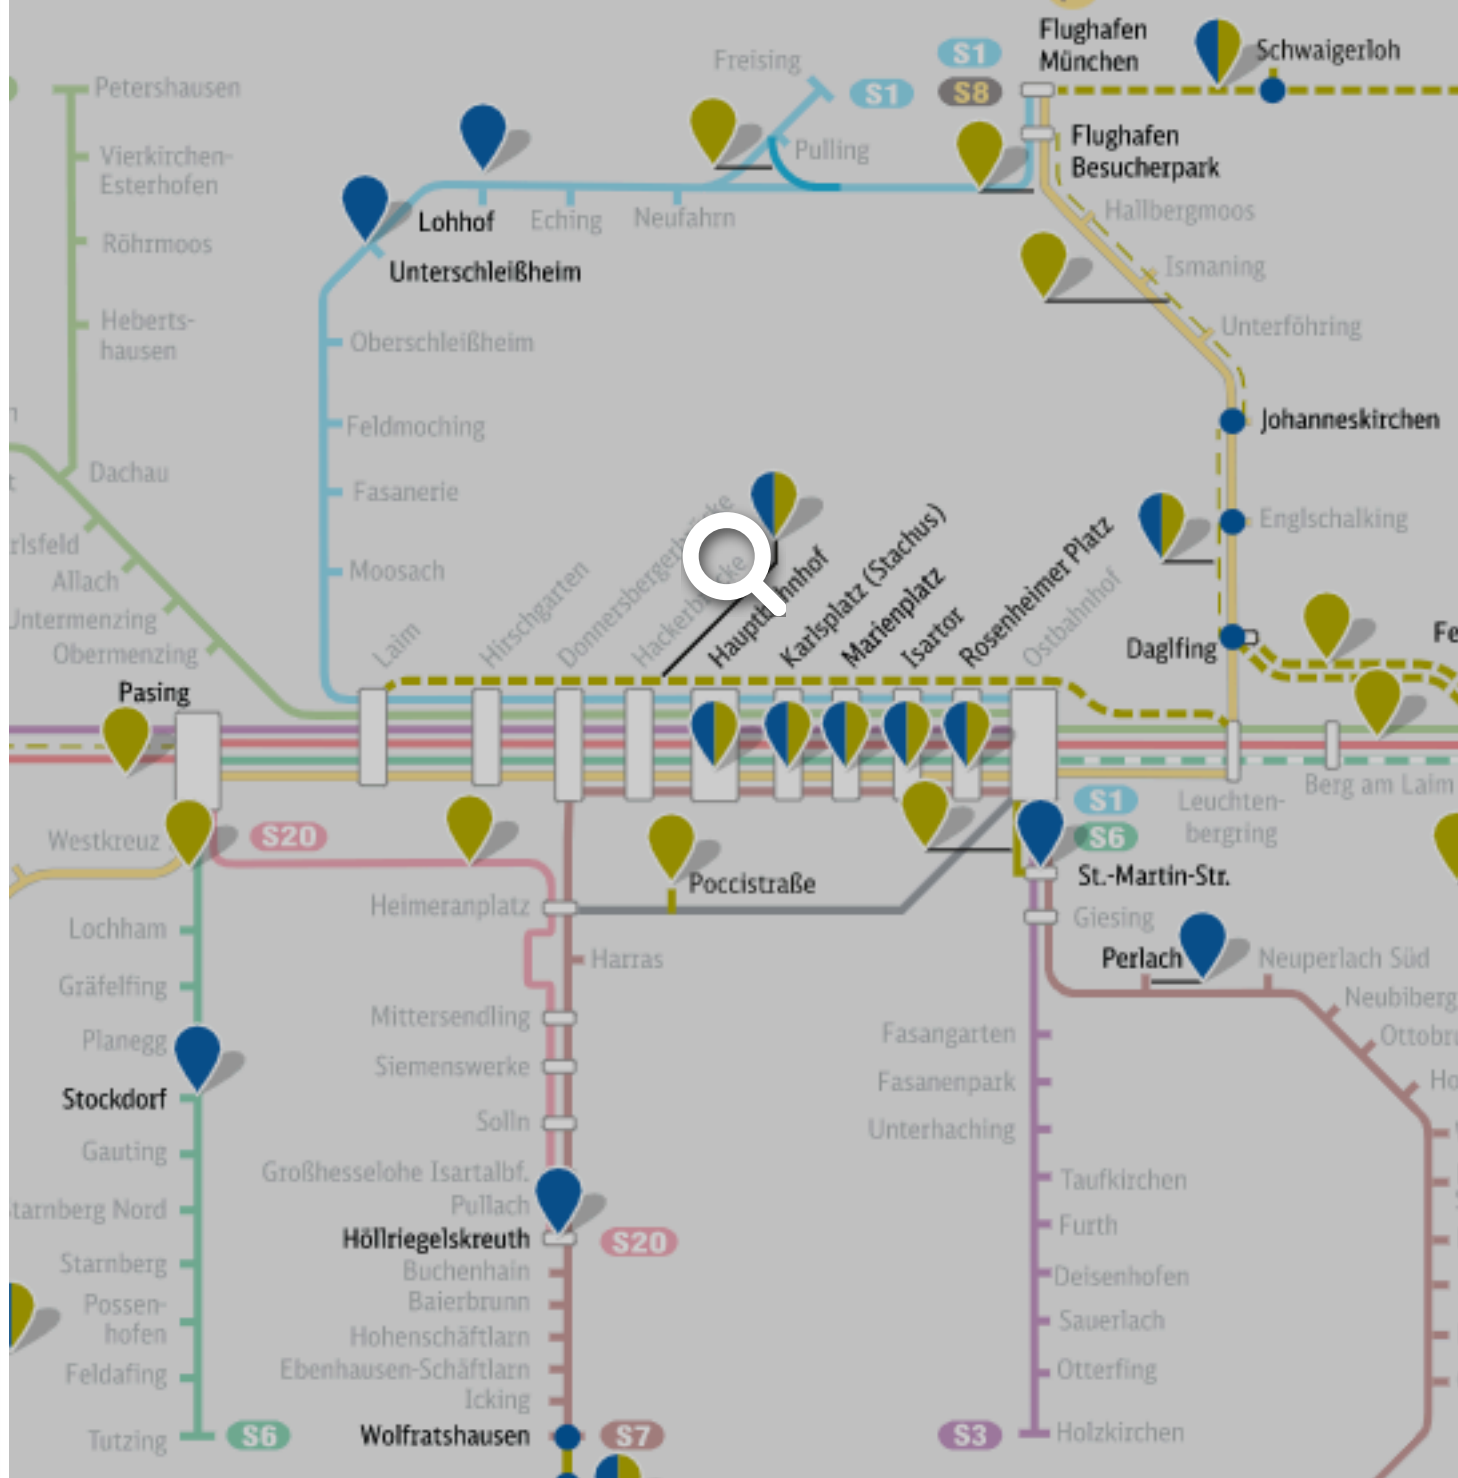 Flughafen
München
Schwaigerloh
S1
S8
Freising
S1
Petershausen
Pulling
Flughafen
Besucherpark
Vierkirchen-
Esterhofen
Lohhof
Eching
Neufahrn
Hallbergmoos
Röhrmoos
Unterschleißheim
Ismaning
Heberts-
hausen
Unterföhring
Oberschleißheim
Johanneskirchen
Feldmoching
Dachau
Fasanerie
Englschalking
rlsfeld
Allach
Moosach
Untermenzing
Obermenzing
Pasing
Laim
Hirschgarten
Donnersbergerbrücke
Hackerbrücke
Hauptbahnhof
Karlsplatz (Stachus)
Marienplatz
Isartor
Rosenheimer Platz
Ostbahnhof
Daglfing
Fe
Berg am Laim
Leuchten-
bergring
S1
S6
Westkreuz
S20
St.-Martin-Str.
Poccistraße
Heimeranplatz
Giesing
Lochham
Harras
Perlach
Neuperlach Süd
Gräfelfing
Neubiberg
Mittersendling
Fasangarten
Ottobru
Planegg
Siemenswerke
Fasanenpark
Ho
Stockdorf
Solln
Unterhaching
Gauting
Großhesselohe Isartalbf.
Pullach
Taufkirchen
Starnberg Nord
Höllriegelskreuth
S20
Furth
Starnberg
Buchenhain
Deisenhofen
Possen-
hofen
Baierbrunn
Sauerlach
Hohenschäftlarn
Feldafing
Ebenhausen-Schäftlarn
Otterfing
Icking
Tutzing
S6
Wolfratshausen
S7
S3
Holzkirchen